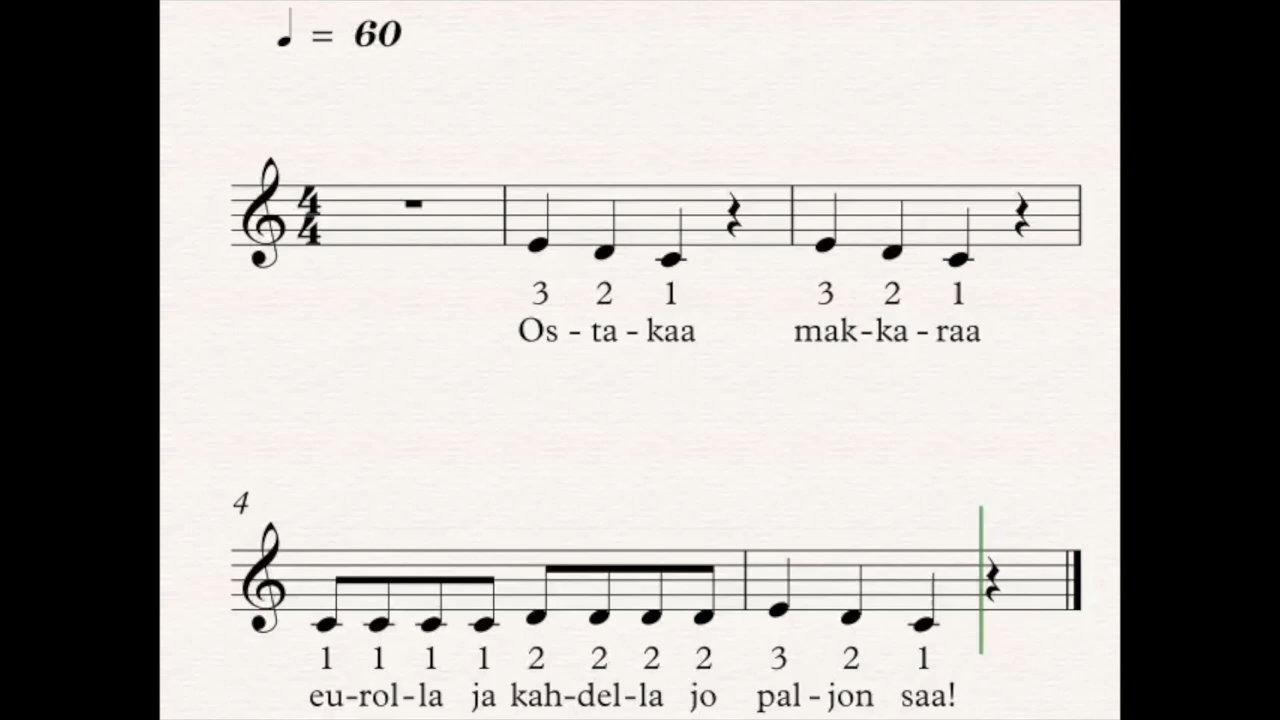 ♩ = 60
4
4
3 2 1 3 2 1
Os - ta - kaa mak-ka - raa
4
1 1 1 1 2 2 2 2 3 2 1
eu-rol-la ja kah-del-la jo pal - jon saa!